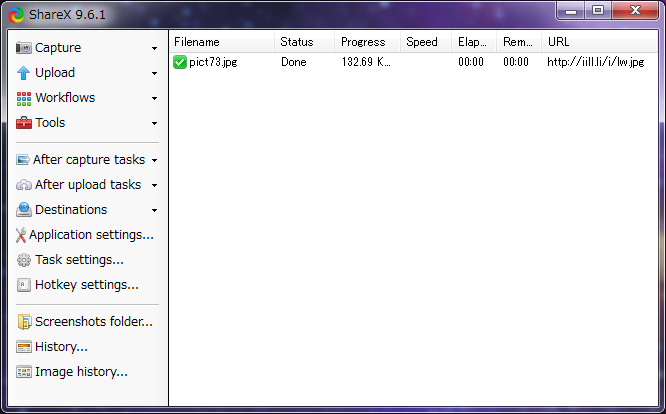 ShareX 9.6.1
Capture
Upload
Workflows
Tools
After capture tasks
After upload tasks
Destinations
Application settings...
Task settings...
Hotkey settings...
Screenshots folder...
History...
Image history...
Filename Status Progress Speed Elap... Rem... URL
pict73.jpg Done 132.69 K... 00:00 00:00 http://iill.li/i/lw.jpg